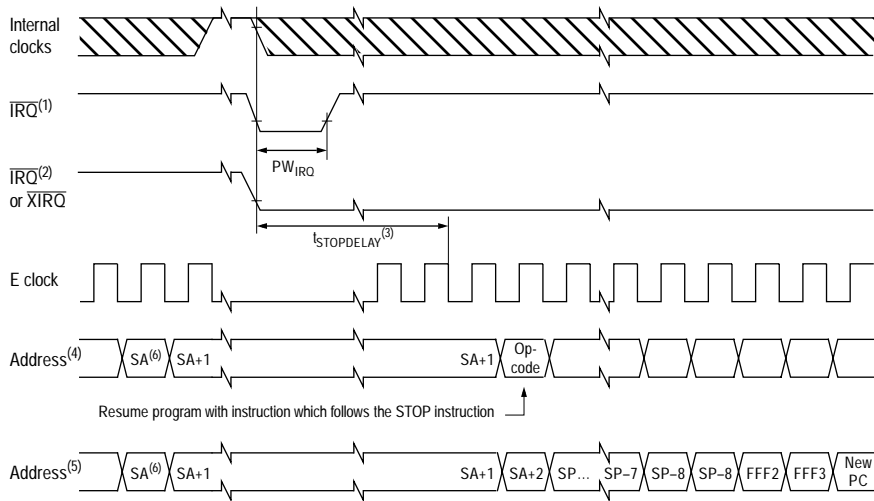 Internal
clocks
IRQ(1)
PWIRQ
IRQ(2)
or XIRQ
tSTOPDELAY(3)
E clock
Address(4) SA(6) SA+1 SA+1 Op-
code
Resume program with instruction which follows the STOP instruction
Address(5) SA(6) SA+1 SA+1 SA+2 SP... SP–7 SP–8 SP–8 FFF2 FFF3 New
PC